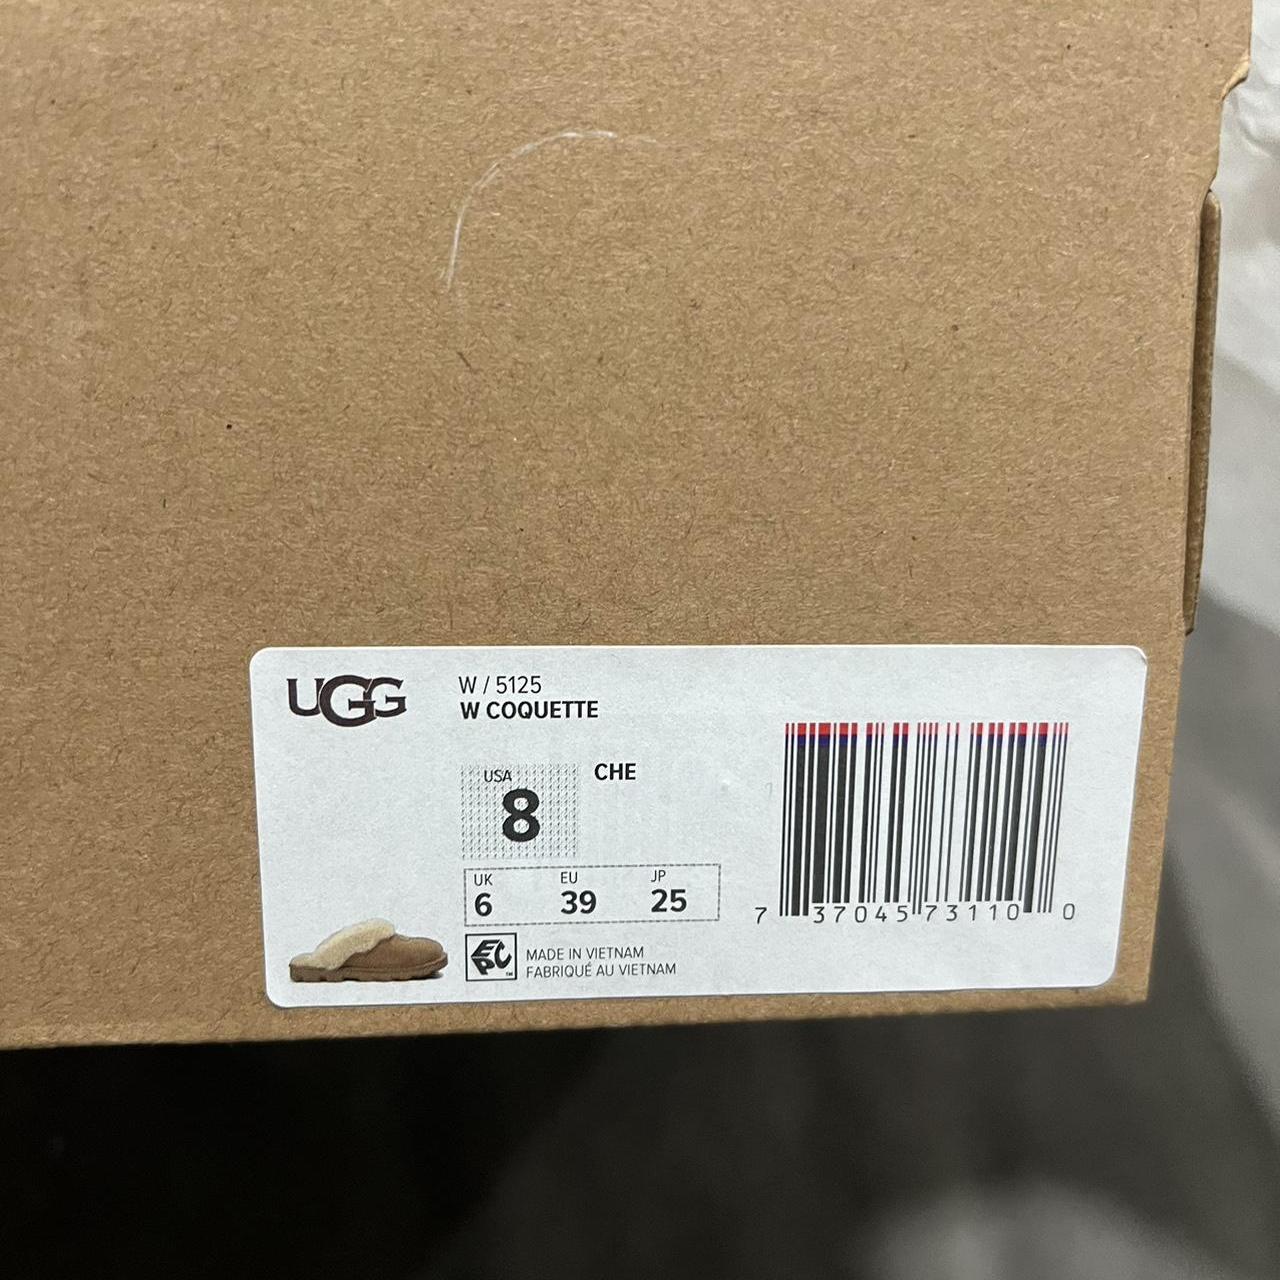 UGG
W / 5125
W COQUETTE
USA
8
CHE
UK EU JP
6 39 25
EPC™
MADE IN VIETNAM
FABRIQUÉ AU VIETNAM
7 37045 73110 0